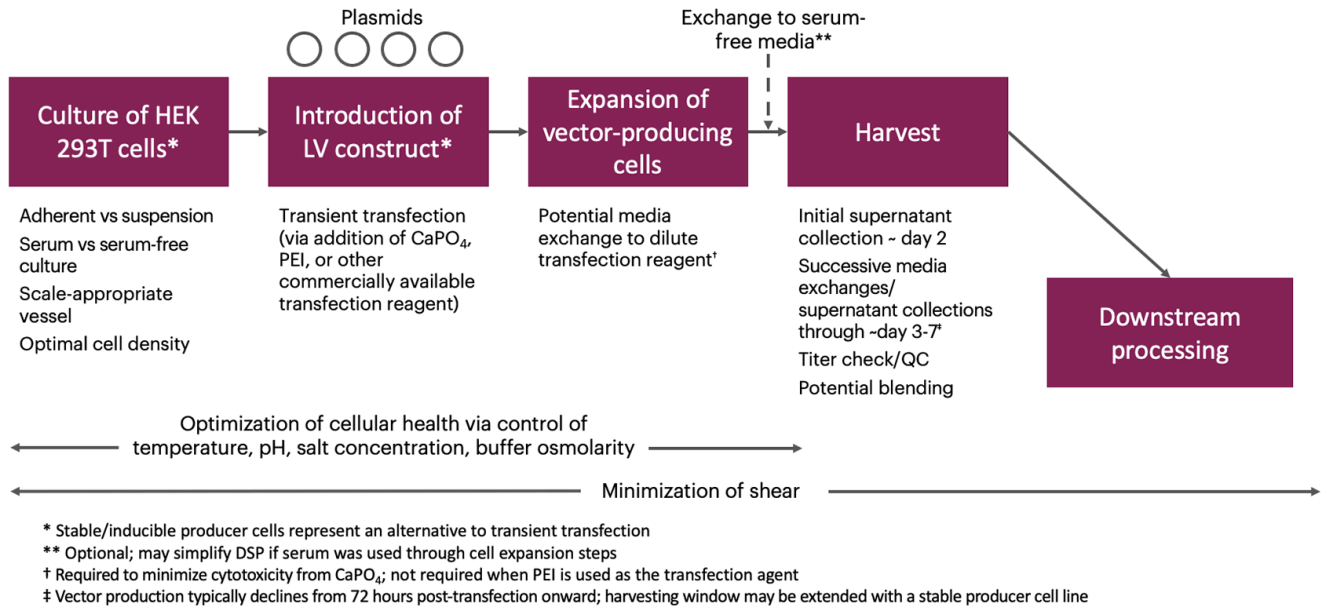 Plasmids
Exchange to serum-
free media**
Culture of HEK
293T cells*
Introduction of
LV construct*
Expansion of
vector-producing
cells
Harvest
Adherent vs suspension
Serum vs serum-free
culture
Scale-appropriate
vessel
Optimal cell density
Transient transfection
(via addition of CaPO₄,
PEI, or other
commercially available
transfection reagent)
Potential media
exchange to dilute
transfection reagent†
Initial supernatant
collection ~ day 2
Successive media
exchanges/
supernatant collections
through ~day 3-7‡
Titer check/QC
Potential blending
Downstream
processing
Optimization of cellular health via control of
temperature, pH, salt concentration, buffer osmolarity
Minimization of shear
* Stable/inducible producer cells represent an alternative to transient transfection
** Optional; may simplify DSP if serum was used through cell expansion steps
† Required to minimize cytotoxicity from CaPO₄; not required when PEI is used as the transfection agent
‡ Vector production typically declines from 72 hours post-transfection onward; harvesting window may be extended with a stable producer cell line